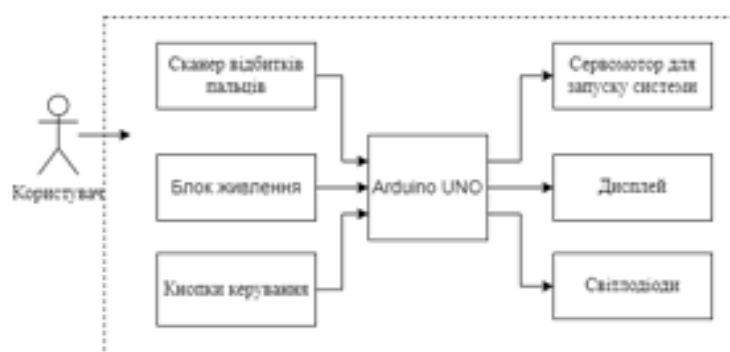 Сканер відбитків
пальців
Сервомотор для
запуску системи
Користувач
Блок живлення
Arduino UNO
Дисплей
Кнопки керування
Світлодіоди